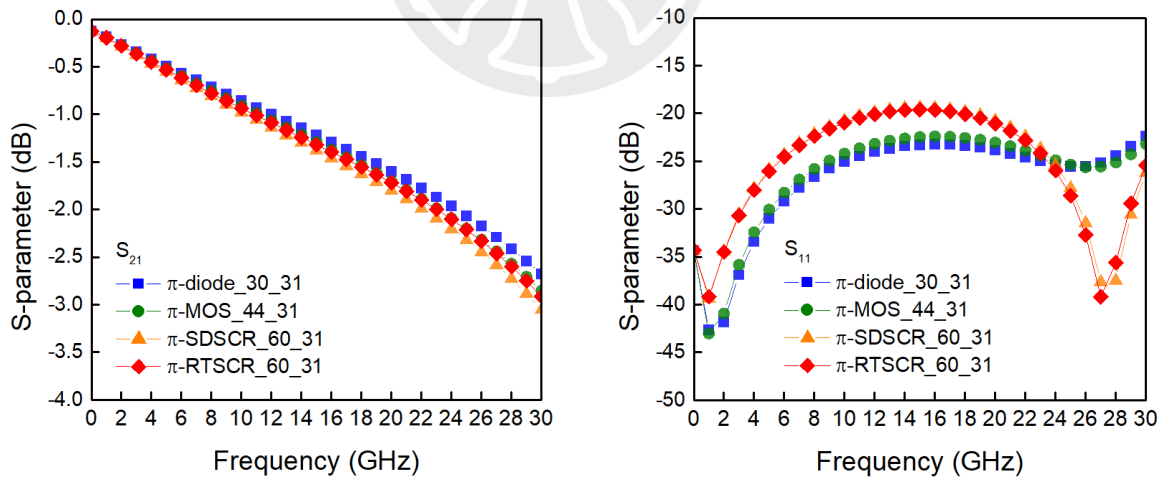 0.0
-0.5
-1.0
-1.5
-2.0
-2.5
-3.0
-3.5
-4.0
S-parameter (dB)
S21
π-diode_30_31
π-MOS_44_31
π-SDSCR_60_31
π-RTSCR_60_31
0 2 4 6 8 10 12 14 16 18 20 22 24 26 28 30
Frequency (GHz)
-10
-15
-20
-25
-30
-35
-40
-45
-50
S-parameter (dB)
S11
π-diode_30_31
π-MOS_44_31
π-SDSCR_60_31
π-RTSCR_60_31
0 2 4 6 8 10 12 14 16 18 20 22 24 26 28 30
Frequency (GHz)